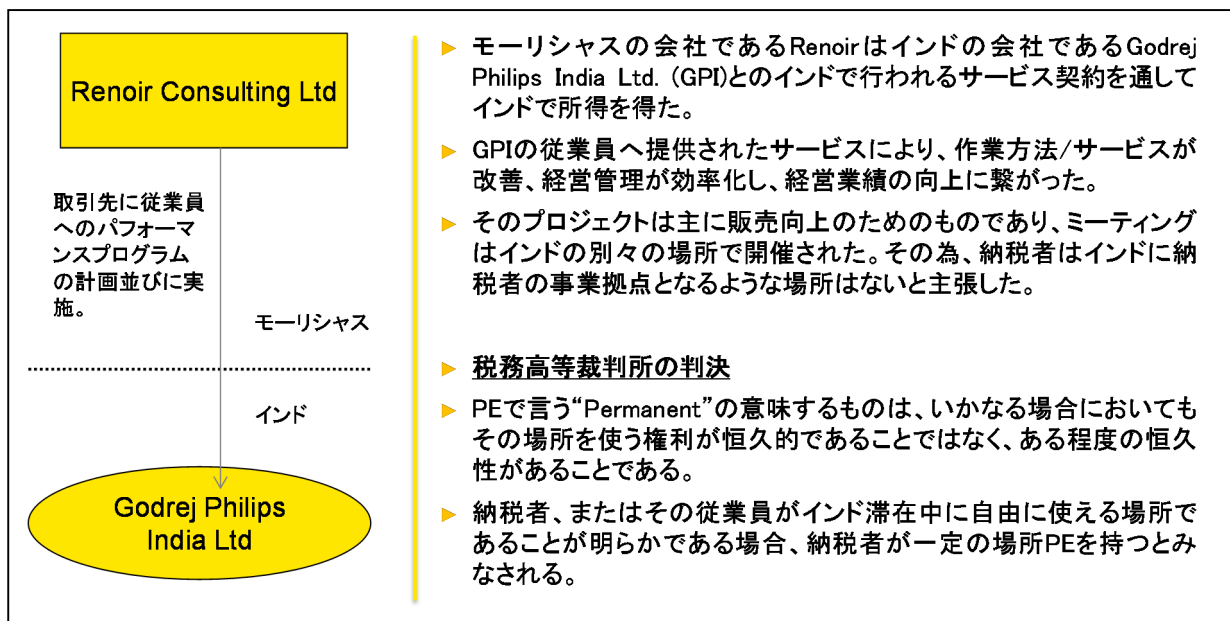 Renoir Consulting Ltd
取引先に従業員
へのパフォーマ
ンスプログラム
の計画並びに実
施。
モーリシャス
インド
Godrej Philips
India Ltd
モーリシャスの会社であるRenoirはインドの会社であるGodrej
Philips India Ltd. (GPI)とのインドで行われるサービス契約を通して
インドで所得を得た。
GPIの従業員へ提供されたサービスにより、作業方法/サービスが
改善、経営管理が効率化し、経営業績の向上に繋がった。
そのプロジェクトは主に販売向上のためのものであり、ミーティング
はインドの別々の場所で開催された。その為、納税者はインドに納
税者の事業拠点となるような場所はないと主張した。
税務高等裁判所の判決
PEで言う“Permanent”の意味するものは、いかなる場合においても
その場所を使う権利が恒久的であることではなく、ある程度の恒久
性があることである。
納税者、またはその従業員がインド滞在中に自由に使える場所で
あることが明らかである場合、納税者が一定の場所PEを持つとみ
なされる。